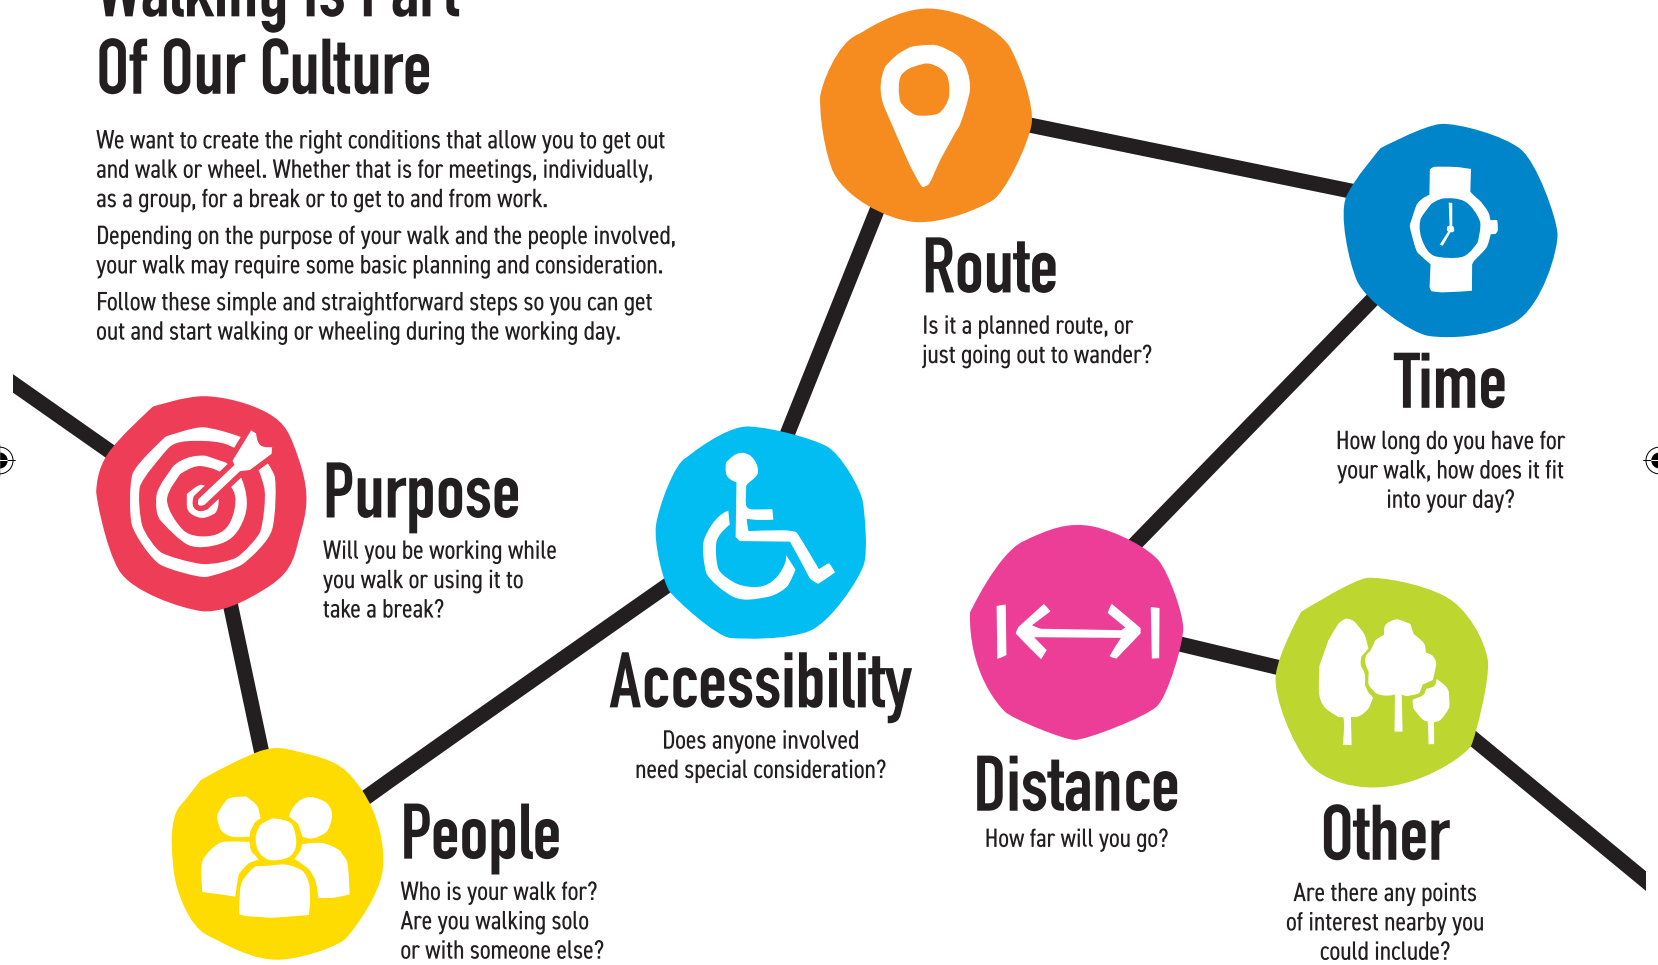 Walking Is Part
Of Our Culture
We want to create the right conditions that allow you to get out
and walk or wheel. Whether that is for meetings, individually,
as a group, for a break or to get to and from work.
Depending on the purpose of your walk and the people involved,
your walk may require some basic planning and consideration.
Follow these simple and straightforward steps so you can get
out and start walking or wheeling during the working day.
Purpose
Will you be working while
you walk or using it to
take a break?
People
Who is your walk for?
Are you walking solo
or with someone else?
Accessibility
Does anyone involved
need special consideration?
Route
Is it a planned route, or
just going out to wander?
Time
How long do you have for
your walk, how does it fit
into your day?
Distance
How far will you go?
Other
Are there any points
of interest nearby you
could include?